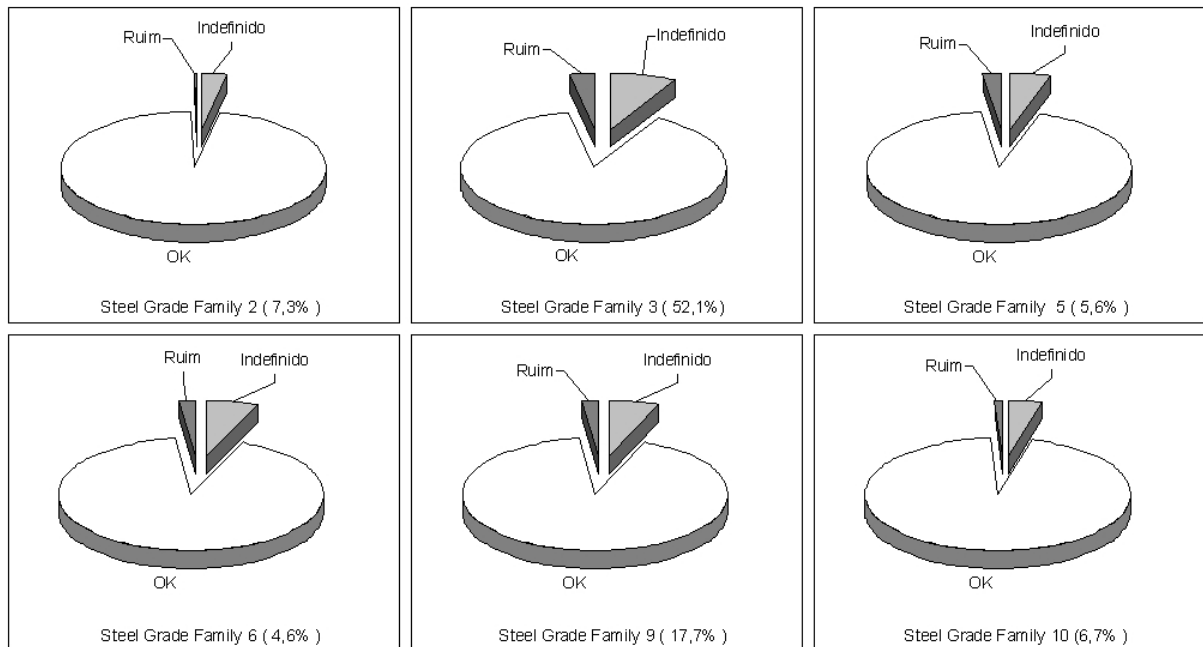 Ruim
Indefinido
OK
Steel Grade Family 2 ( 7,3% )
Ruim
Indefinido
OK
Steel Grade Family 3 ( 52,1%)
Ruim
Indefinido
OK
Steel Grade Family 5 ( 5,6%)
Ruim
Indefinido
OK
Steel Grade Family 6 ( 4,6% )
Ruim
Indefinido
OK
Steel Grade Family 9 ( 17,7% )
Ruim
Indefinido
OK
Steel Grade Family 10 (6,7% )